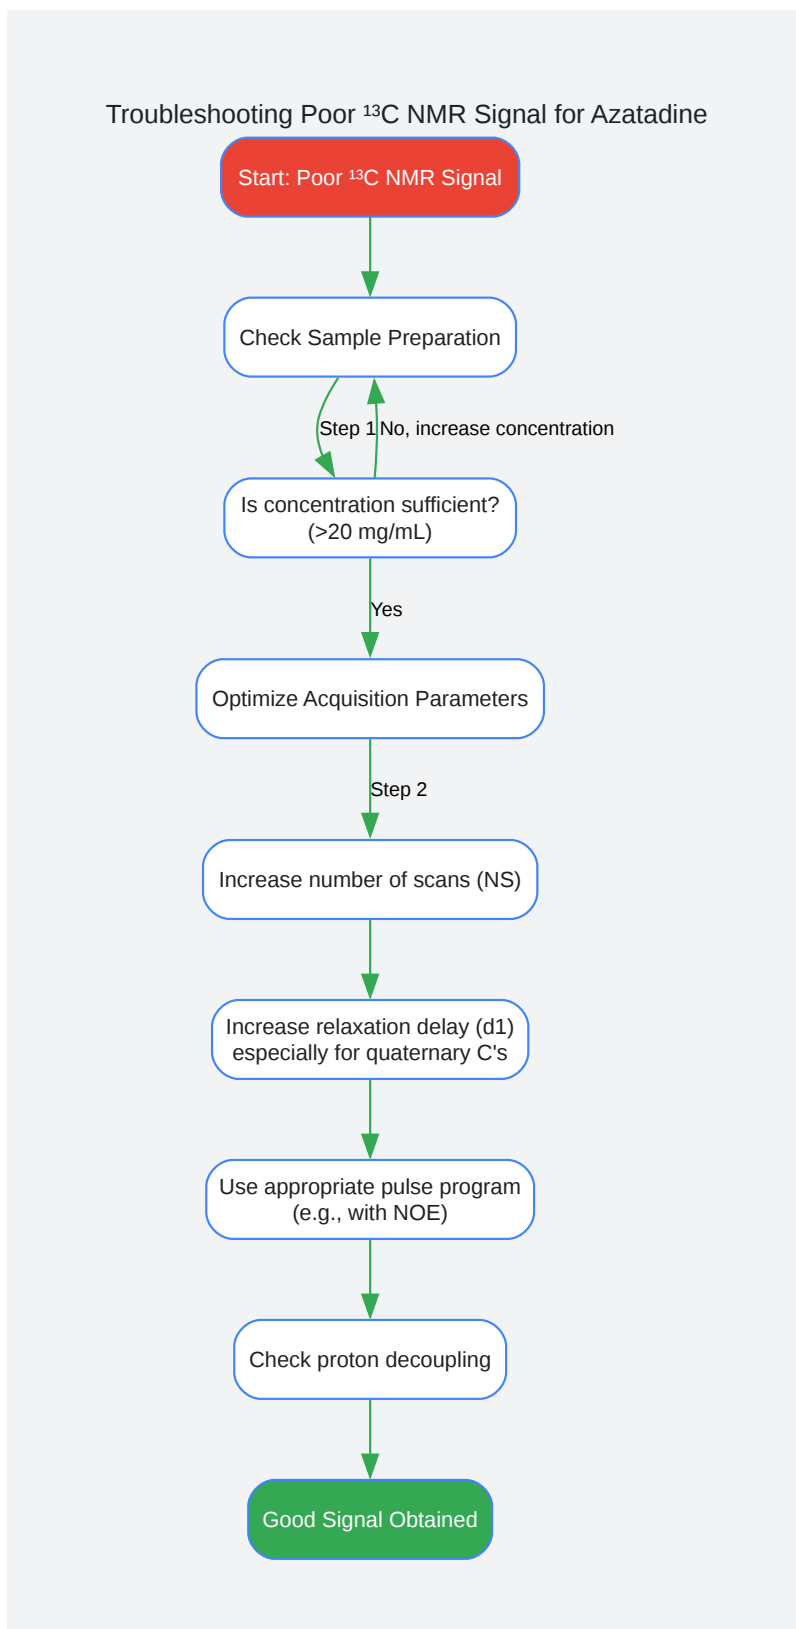 Troubleshooting Poor ¹³C NMR Signal for Azatadine
Start: Poor ¹³C NMR Signal
Check Sample Preparation
Step 1
No, increase concentration
Is concentration sufficient?
(>20 mg/mL)
Yes
Optimize Acquisition Parameters
Step 2
Increase number of scans (NS)
Increase relaxation delay (d1)
especially for quaternary C's
Use appropriate pulse program
(e.g., with NOE)
Check proton decoupling
Good Signal Obtained